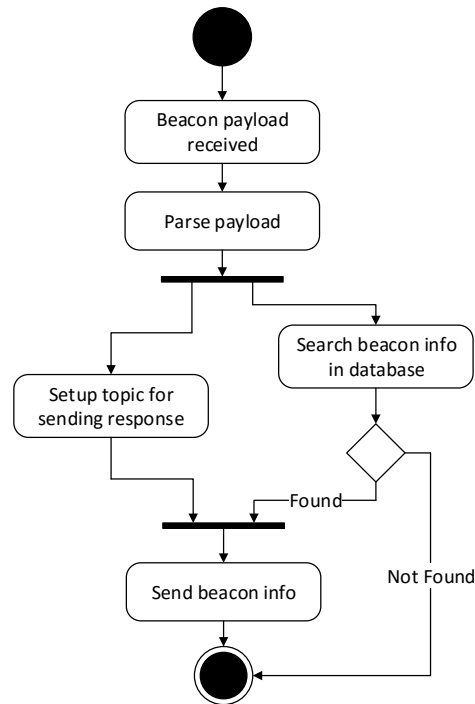 Beacon payload
received
Parse payload
Search beacon info
in database
Setup topic for
sending response
Found
Not Found
Send beacon info